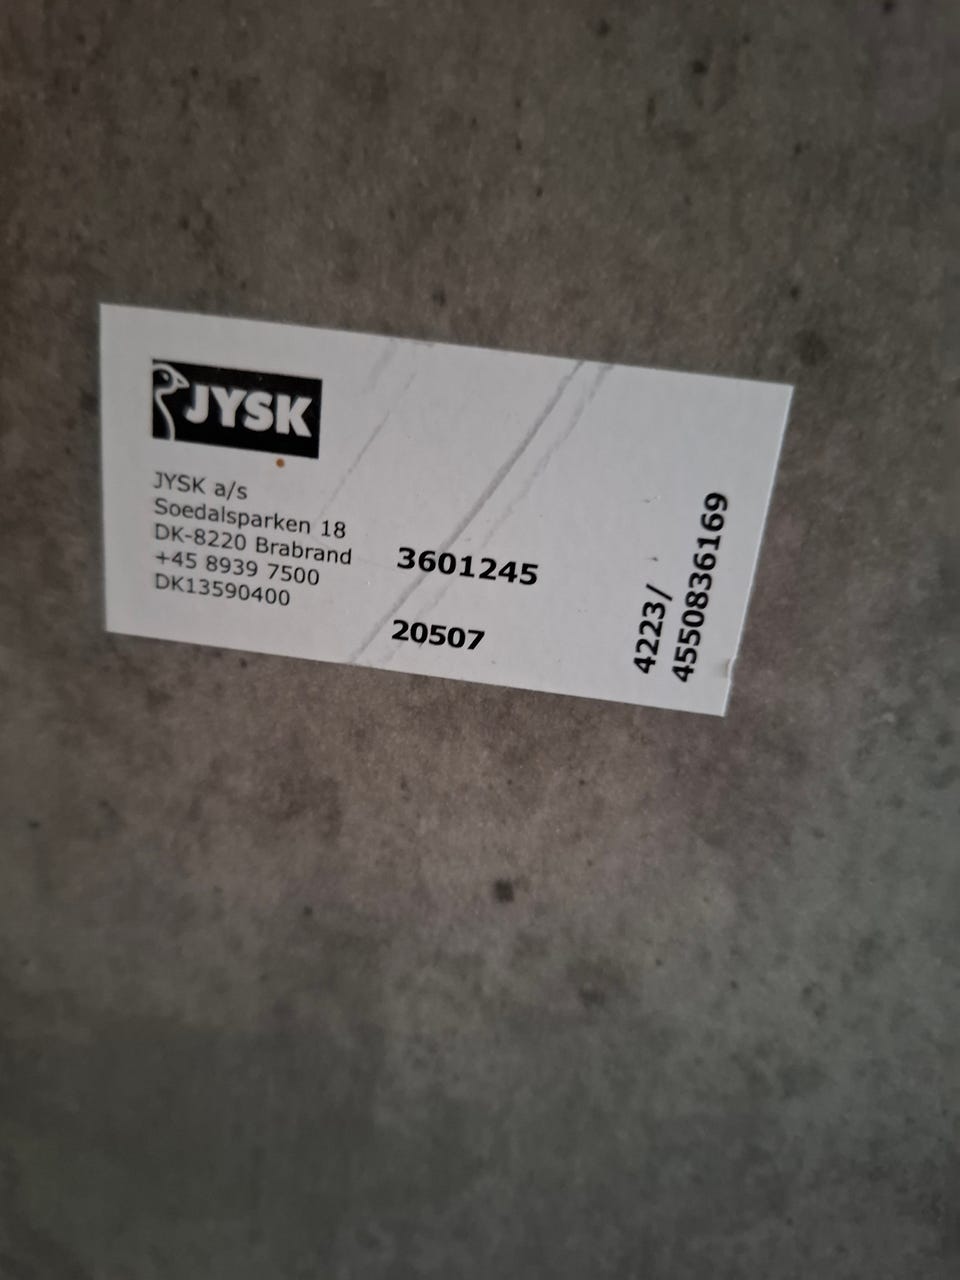 JYSK
JYSK a/s
Soedalsparken 18
DK-8220 Brabrand
+45 8939 7500
DK13590400
3601245
20507
4223/
4550836169